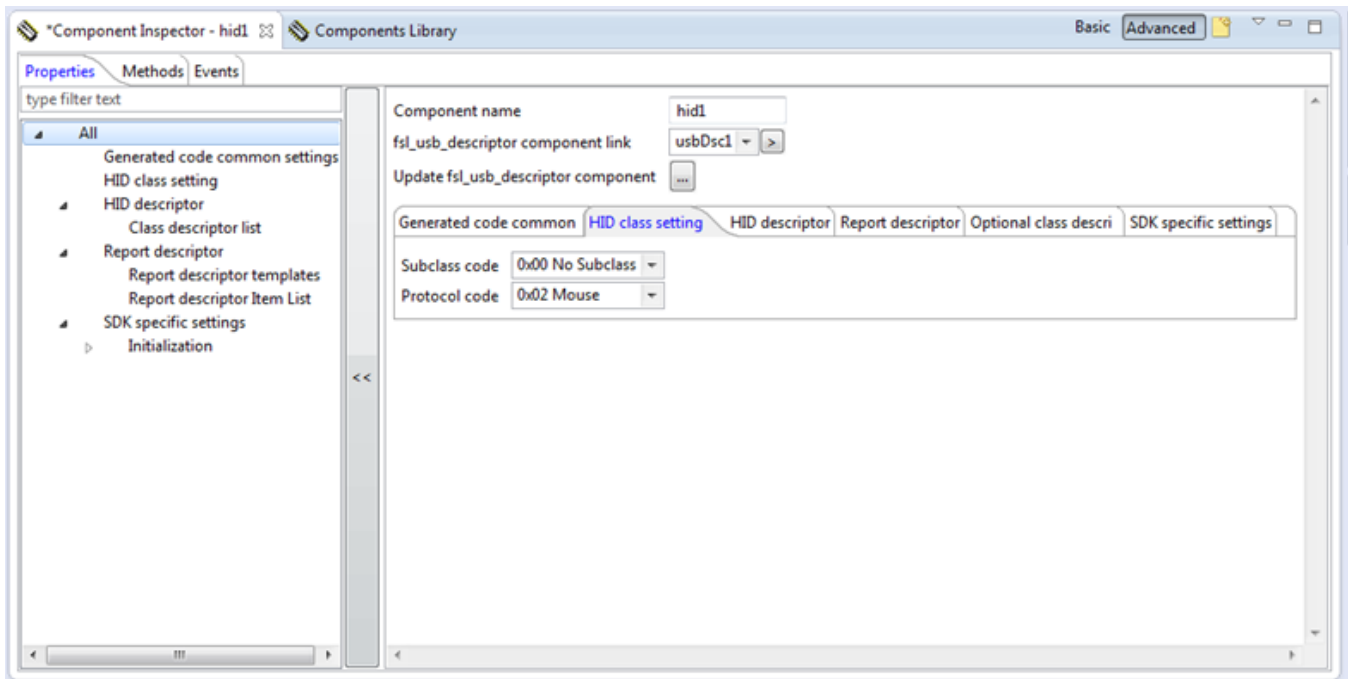 *Component Inspector - hid1 Components Library Basic Advanced
Properties Methods Events
type filter text
All
Generated code common settings
HID class setting
HID descriptor
Class descriptor list
Report descriptor
Report descriptor templates
Report descriptor Item List
SDK specific settings
Initialization
<<
Component name hid1
fsl_usb_descriptor component link usbDsc1 >
Update fsl_usb_descriptor component ...
Generated code common HID class setting HID descriptor Report descriptor Optional class descri SDK specific settings
Subclass code 0x00 No Subclass
Protocol code 0x02 Mouse